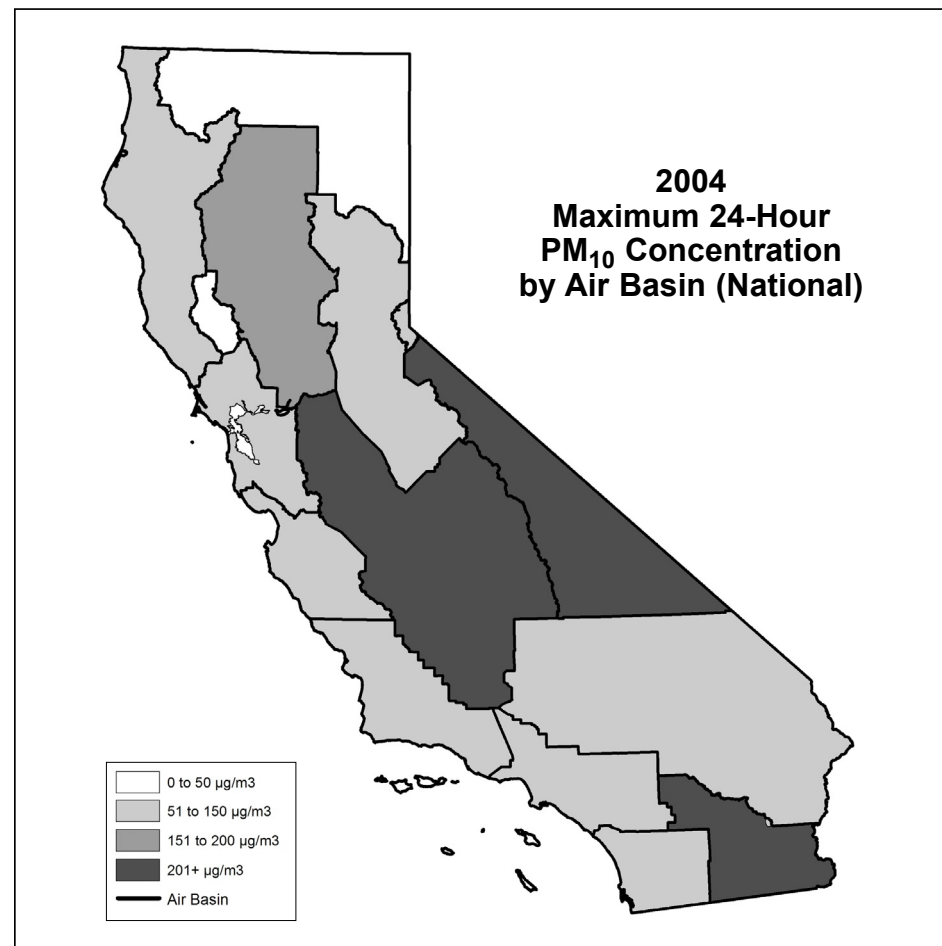 2004
Maximum 24-Hour
PM₁₀ Concentration
by Air Basin (National)
0 to 50 µg/m3
51 to 150 µg/m3
151 to 200 µg/m3
201+ µg/m3
Air Basin